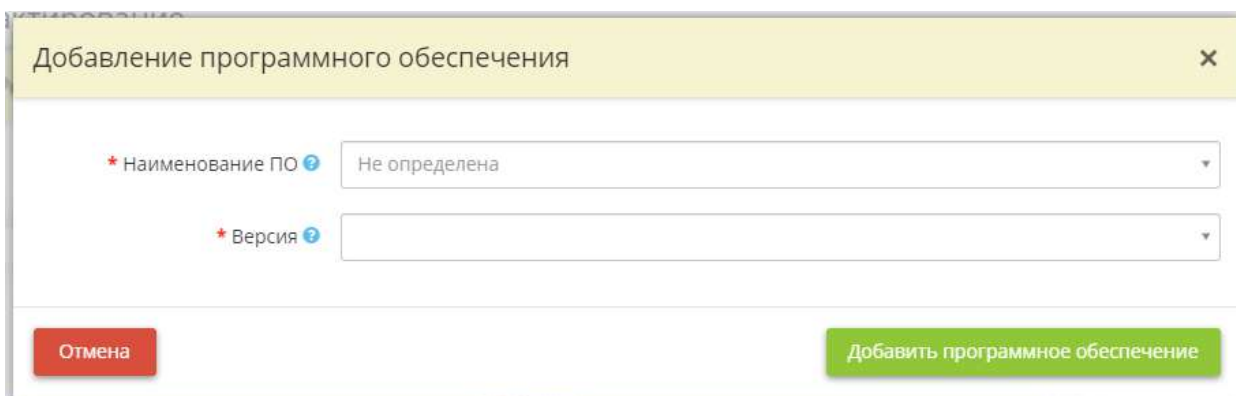 Добавление программного обеспечения ×
* Наименование ПО ? Не определена
* Версия ?
Отмена Добавить программное обеспечение